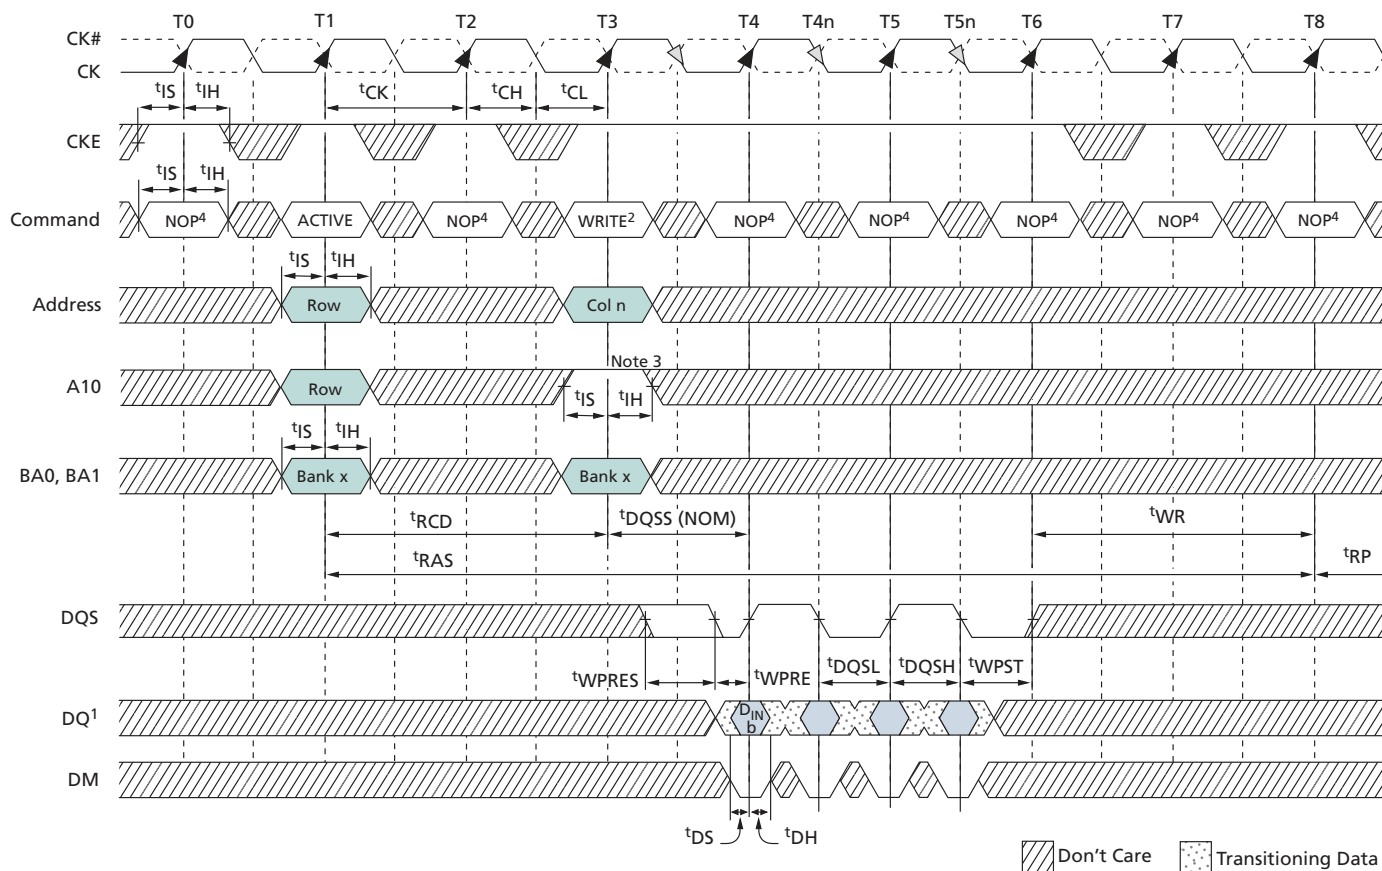 T0 T1 T2 T3 T4 T4n T5 T5n T6 T7 T8
CK#
CK
tIS tIH tCK tCH tCL
CKE
tIS tIH
Command NOP4 ACTIVE NOP4 WRITE2 NOP4 NOP4 NOP4 NOP4 NOP4
tIS tIH
Address Row Col n
Note 3
A10 Row
tIS tIH
tIS tIH
BA0, BA1 Bank x Bank x
tRCD tDQSS (NOM) tWR
tRAS tRP
DQS
tWPRES tWPRE tDQSL tDQSH tWPST
DQ1 DIN b
DM
tDS tDH
Don't Care Transitioning Data